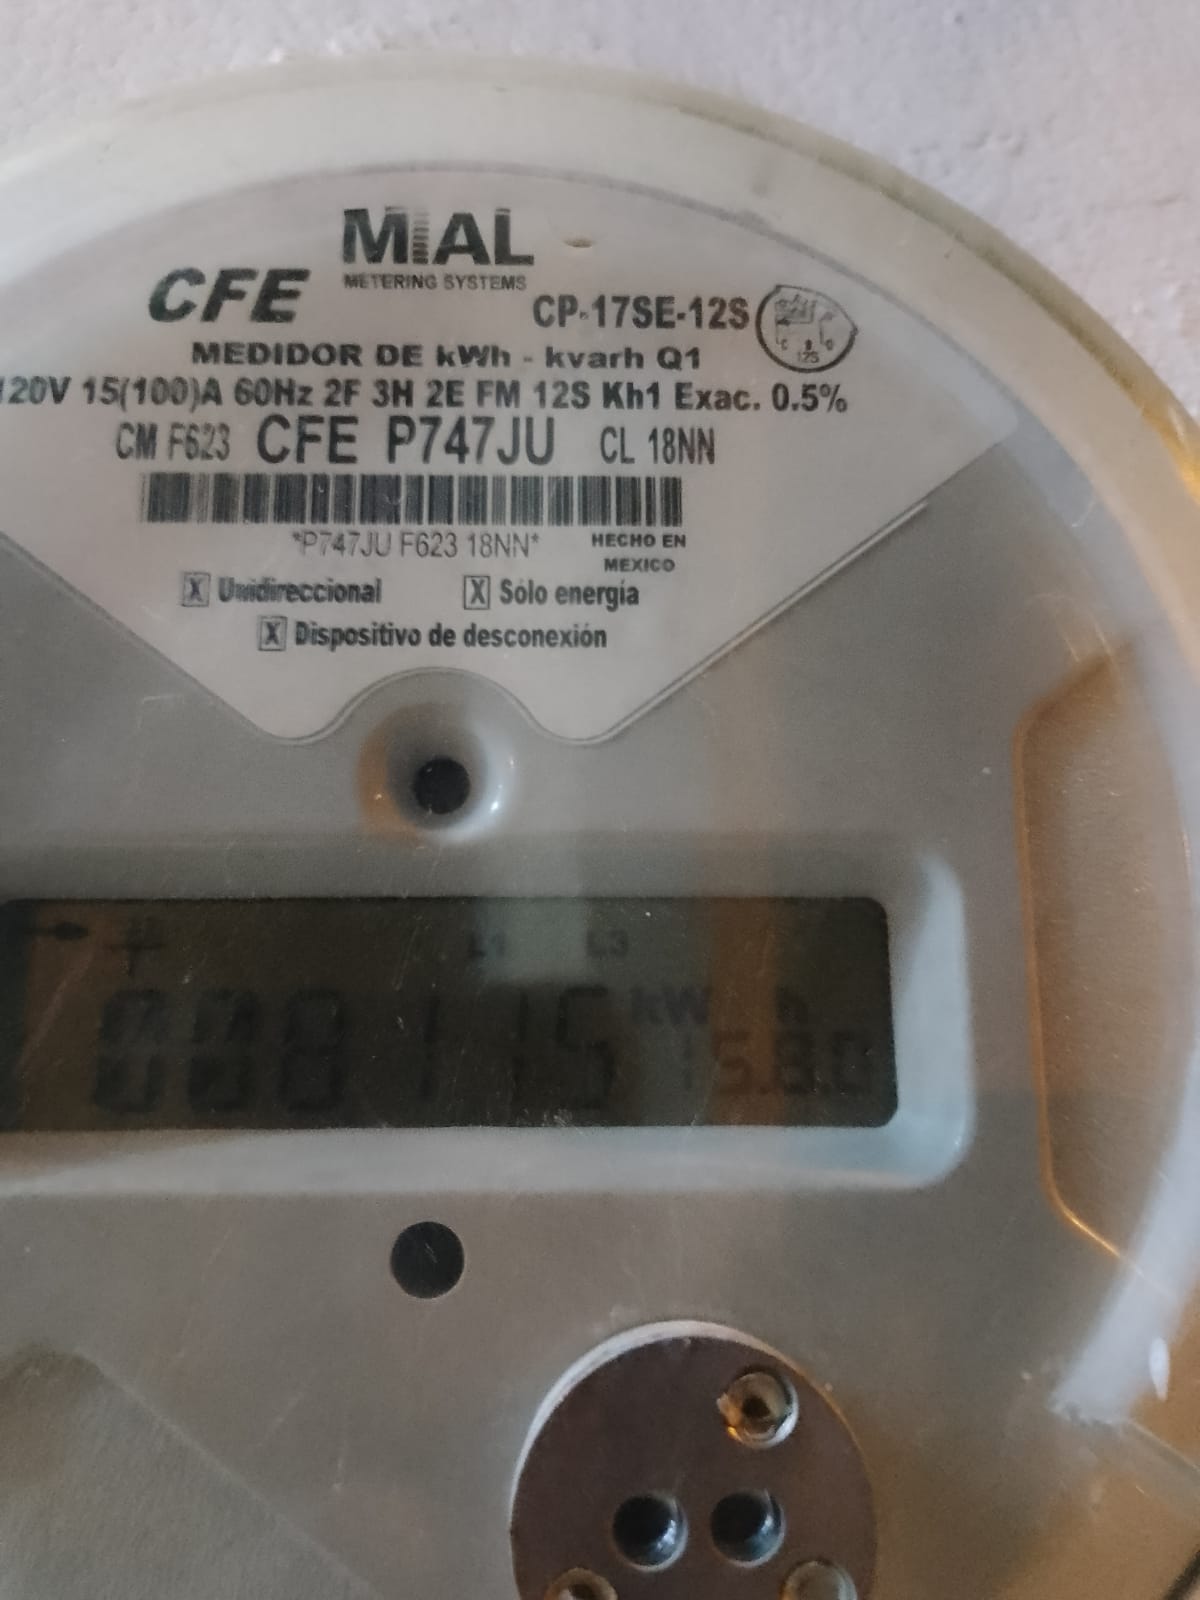 MIAL
METERING SYSTEMS
CFE
CP-17SE-12S
12S
MEDIDOR DE kWh - kvarh Q1
120V 15(100)A 60Hz 2F 3H 2E FM 12S Kh1 Exac. 0.5%
CM F623 CFE P747JU CL 18NN
*P747JU F623 18NN*
HECHO EN
MEXICO
X Unidireccional X Sólo energía
X Dispositivo de desconexión
L1 L3
kW h
15.8.0